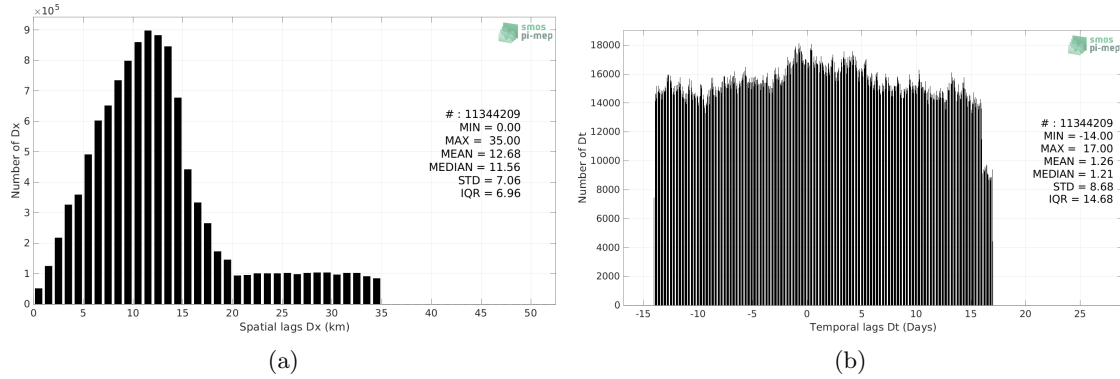 ×10⁵
9
8
7
6
5
4
3
2
1
0
Number of Dx
0 5 10 15 20 25 30 35 40 45 50
Spatial lags Dx (km)
smos
pi-mep
# : 11344209
MIN = 0.00
MAX = 35.00
MEAN = 12.68
MEDIAN = 11.56
STD = 7.06
IQR = 6.96
(a)
18000
16000
14000
12000
10000
8000
6000
4000
2000
0
Number of Dt
-15 -10 -5 0 5 10 15 20 25
Temporal lags Dt (Days)
smos
pi-mep
# : 11344209
MIN = -14.00
MAX = 17.00
MEAN = 1.26
MEDIAN = 1.21
STD = 8.68
IQR = 14.68
(b)